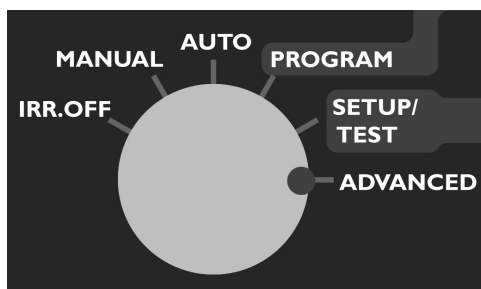 IRR.OFF
MANUAL
AUTO
PROGRAM
SETUP/
TEST
ADVANCED